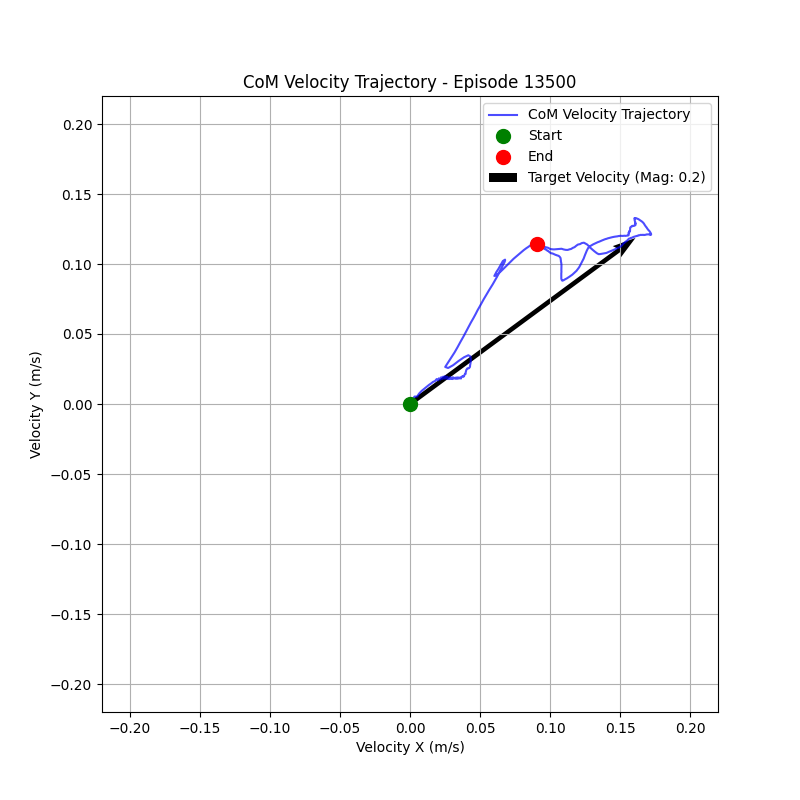 CoM Velocity Trajectory - Episode 13500
CoM Velocity Trajectory
Start
End
Target Velocity (Mag: 0.2)
Velocity Y (m/s)
0.20
0.15
0.10
0.05
0.00
−0.05
−0.10
−0.15
−0.20
−0.20 −0.15 −0.10 −0.05 0.00 0.05 0.10 0.15 0.20
Velocity X (m/s)